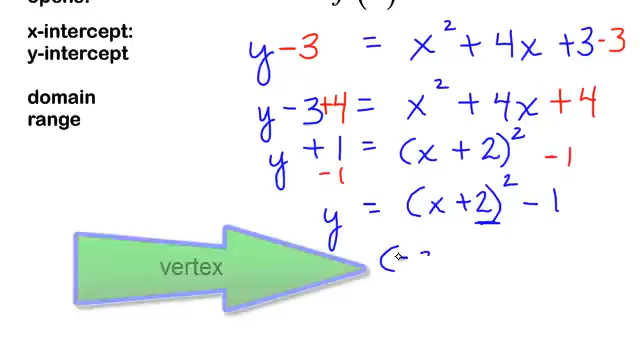 opens:
x-intercept:
y-intercept
domain
range
y - 3 = x² + 4x + 3 - 3
y - 3 + 4 = x² + 4x + 4
y + 1 = (x + 2)² - 1
- 1
y = (x + 2)² - 1
vertex
(-